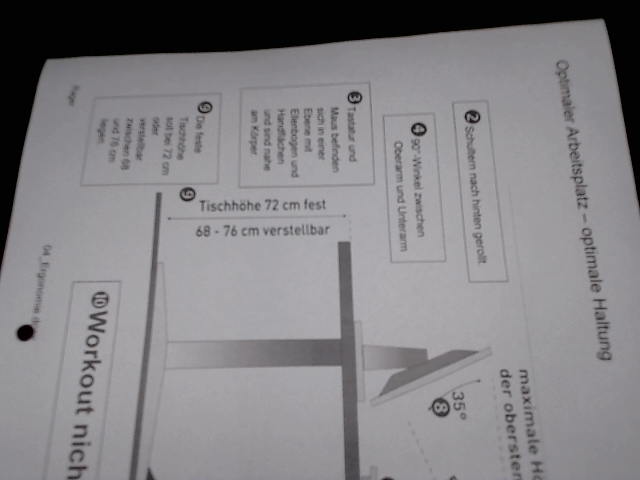 Optimaler Arbeitsplatz – optimale Haltung
2 Schultern nach hinten gerollt
4 90°-Winkel zwischen
Oberarm und Unterarm
3 Tastatur und
Maus befinden
sich in einer
Ebene mit
Ellenbogen und
Handflächen
und sind nahe
am Körper
9 Die feste
Tischhöhe
soll bei 72 cm
oder
verstellbar
zwischen 68
und 76 cm
liegen.
maximale
der obersten
35°
8
9
Tischhöhe 72 cm fest
68 - 76 cm verstellbar
10 Workout nich
04_Ergonomie